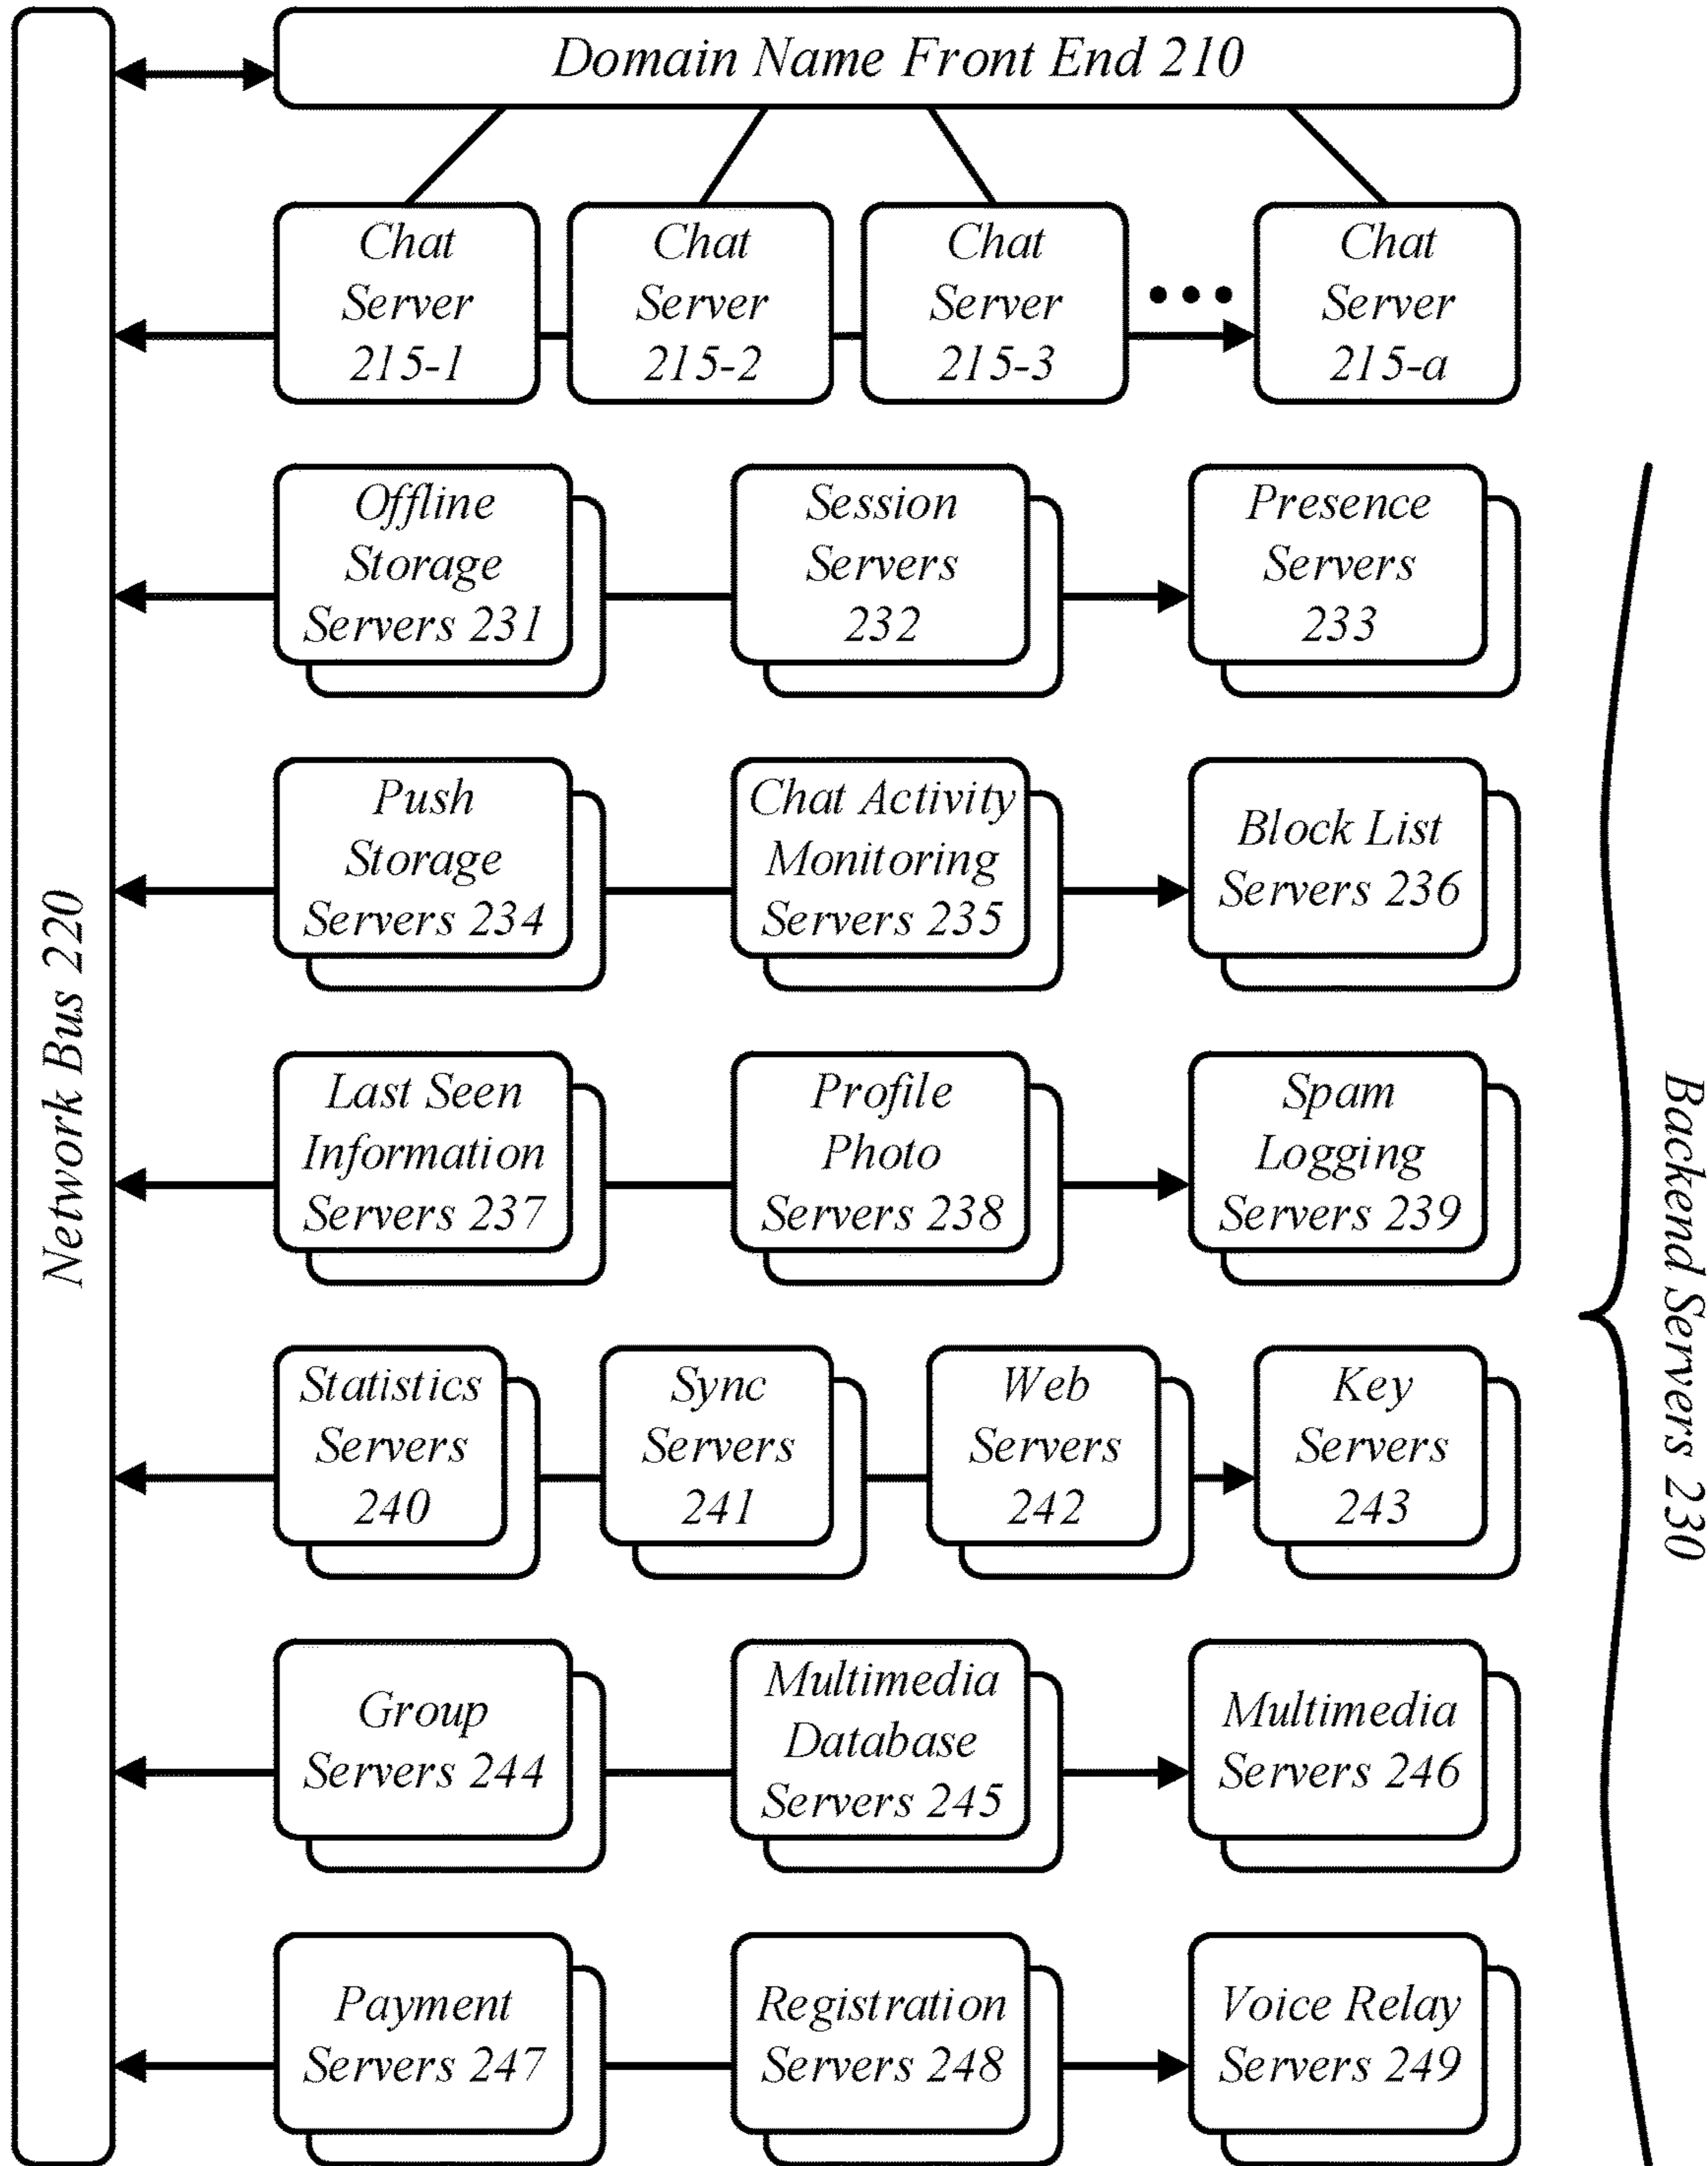 Domain Name Front End 210
Chat
Server
215-1
Chat
Server
215-2
Chat
Server
215-3
•••
Chat
Server
215-a
Network Bus 220
Offline
Storage
Servers 231
Session
Servers
232
Presence
Servers
233
Push
Storage
Servers 234
Chat Activity
Monitoring
Servers 235
Block List
Servers 236
Last Seen
Information
Servers 237
Profile
Photo
Servers 238
Spam
Logging
Servers 239
Statistics
Servers
240
Sync
Servers
241
Web
Servers
242
Key
Servers
243
Group
Servers 244
Multimedia
Database
Servers 245
Multimedia
Servers 246
Payment
Servers 247
Registration
Servers 248
Voice Relay
Servers 249
Backend Servers 230